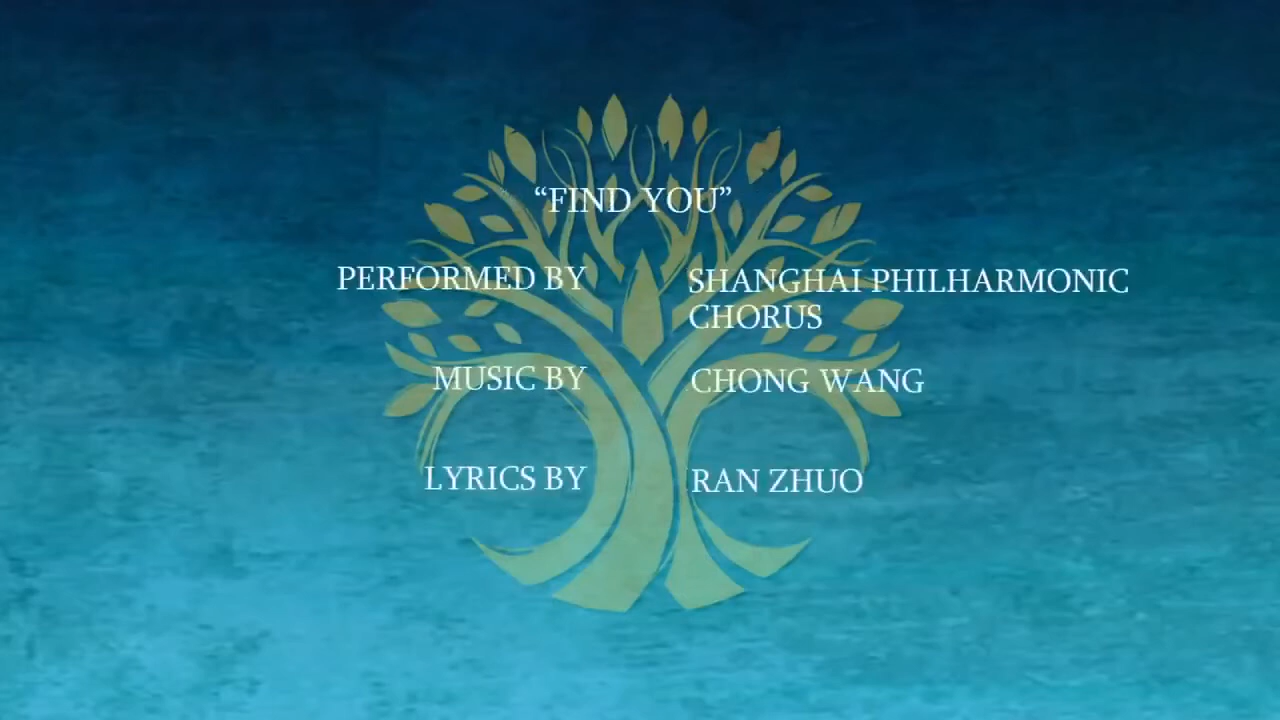 “FIND YOU”
PERFORMED BY SHANGHAI PHILHARMONIC
CHORUS
MUSIC BY CHONG WANG
LYRICS BY RAN ZHUO